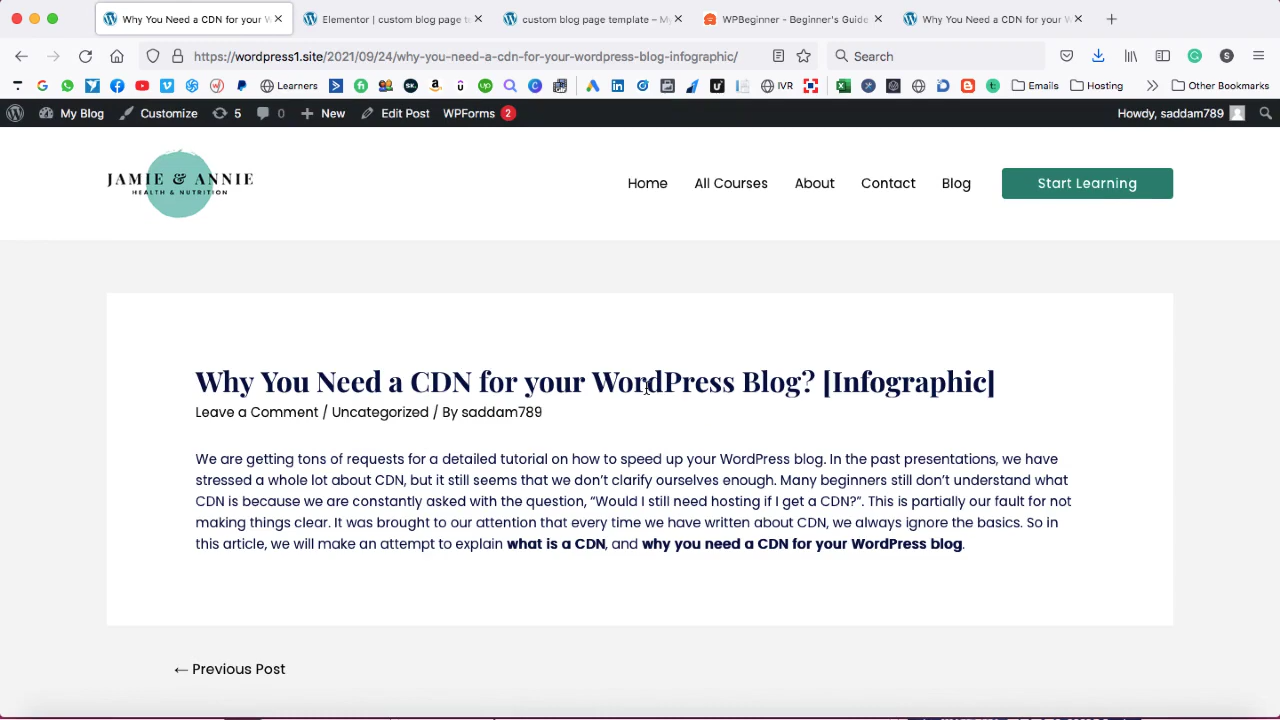 Why You Need a CDN for your W
Elementor | custom blog page te
custom blog page template – My
WPBeginner - Beginner's Guide
Why You Need a CDN for your W
https://wordpress1.site/2021/09/24/why-you-need-a-cdn-for-your-wordpress-blog-infographic/
Search
S
Learners
IVR
Emails
Hosting
Other Bookmarks
My Blog
Customize
5
0
New
Edit Post
WPForms 2
Howdy, saddam789
JAMIE & ANNIE
HEALTH & NUTRITION
Home
All Courses
About
Contact
Blog
Start Learning
Why You Need a CDN for your WordPress Blog? [Infographic]
Leave a Comment / Uncategorized / By saddam789
We are getting tons of requests for a detailed tutorial on how to speed up your WordPress blog. In the past presentations, we have
stressed a whole lot about CDN, but it still seems that we don’t clarify ourselves enough. Many beginners still don’t understand what
CDN is because we are constantly asked with the question, “Would I still need hosting if I get a CDN?”. This is partially our fault for not
making things clear. It was brought to our attention that every time we have written about CDN, we always ignore the basics. So in
this article, we will make an attempt to explain what is a CDN, and why you need a CDN for your WordPress blog.
← Previous Post